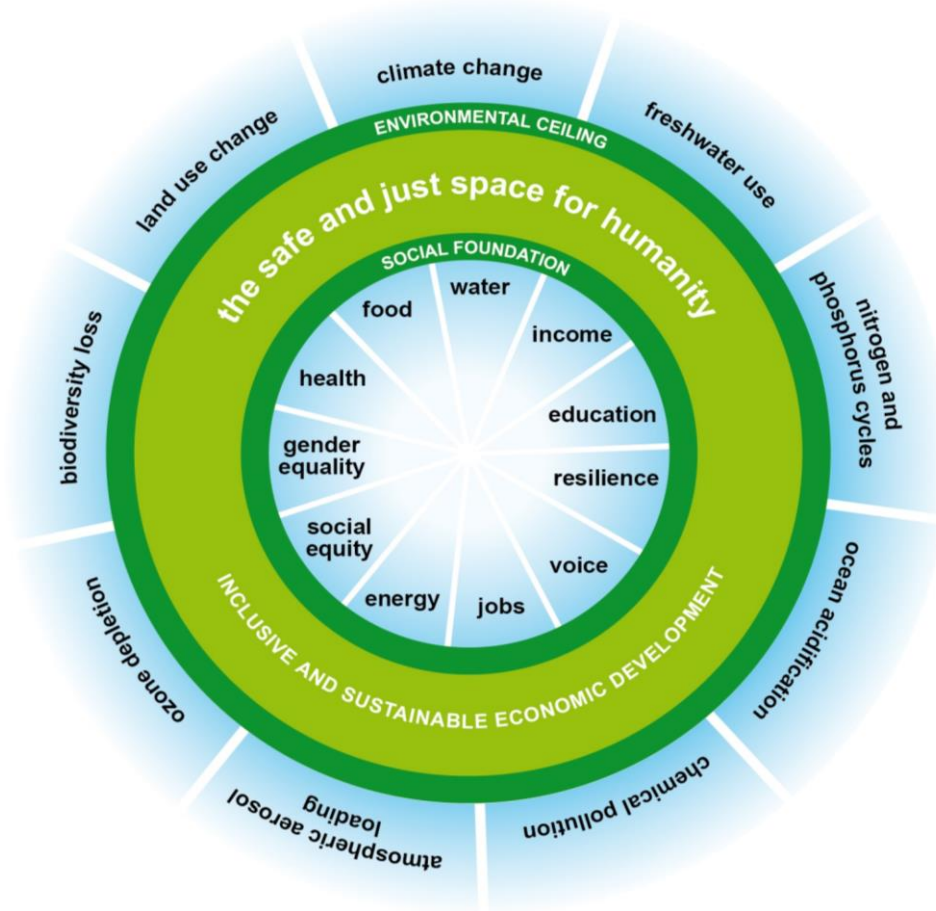 climate change
freshwater use
nitrogen and
phosphorus cycles
ocean acidification
chemical pollution
atmospheric aerosol
loading
ozone depletion
biodiversity loss
land use change
ENVIRONMENTAL CEILING
the safe and just space for humanity
SOCIAL FOUNDATION
water
income
education
resilience
voice
jobs
energy
social
equity
gender
equality
health
food
INCLUSIVE AND SUSTAINABLE ECONOMIC DEVELOPMENT